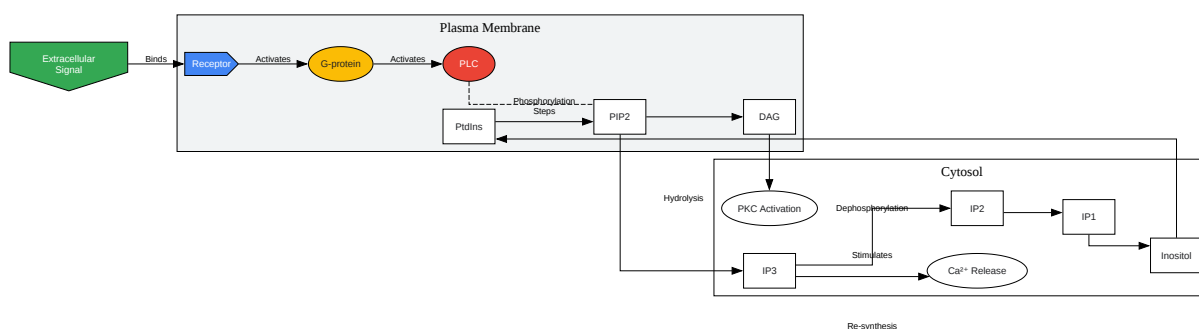 Plasma Membrane
Extracellular
Signal
Binds
Receptor
Activates
G-protein
Activates
PLC
Phosphorylation
Steps
PtdIns
PIP2
DAG
Cytosol
Hydrolysis
PKC Activation
Dephosphorylation
IP2
IP1
Stimulates
Inositol
IP3
Ca²⁺ Release
Re-synthesis